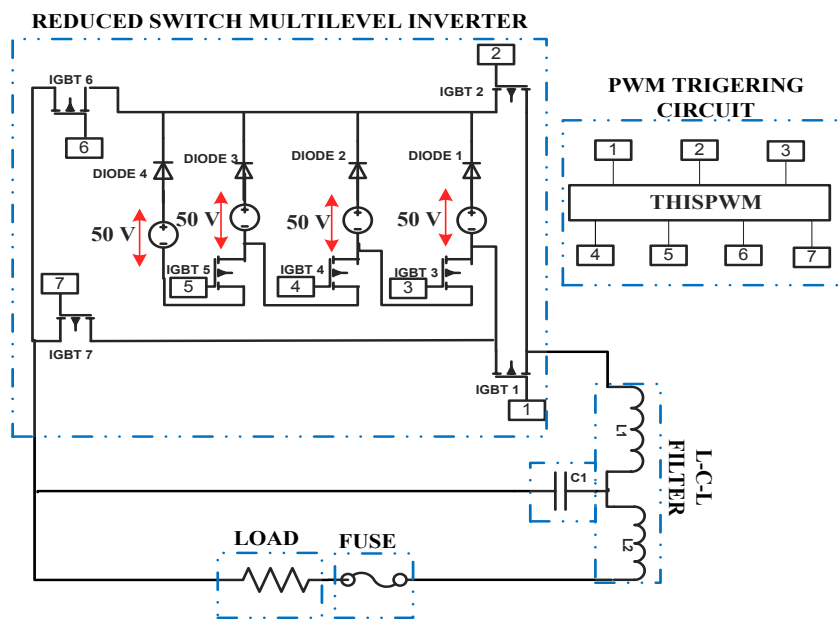 REDUCED SWITCH MULTILEVEL INVERTER
IGBT 6
6
2
IGBT 2
DIODE 4
DIODE 3
DIODE 2
DIODE 1
50 V
50 V
50 V
50 V
IGBT 5
5
IGBT 4
4
IGBT 3
3
7
IGBT 7
IGBT 1
1
PWM TRIGERING
CIRCUIT
1
2
3
THISPWM
4
5
6
7
L1
L-C-L
FILTER
C1
L2
LOAD
FUSE